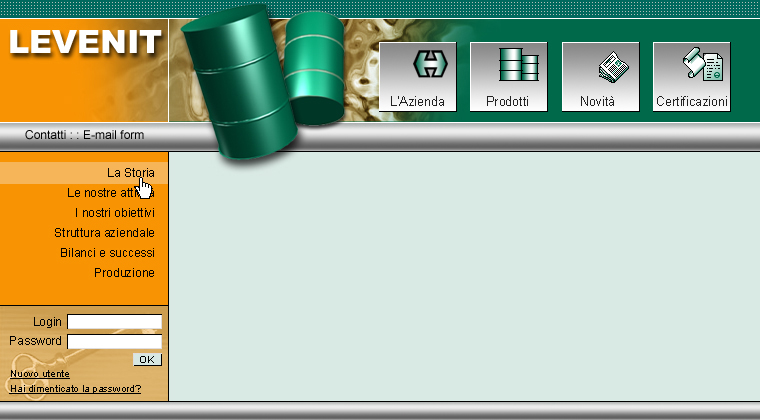 LEVENIT
L'Azienda
Prodotti
Novità
Certificazioni
Contatti : : E-mail form
La Storia
Le nostre
I nostri obiettivi
Struttura aziendale
Bilanci e successi
Produzione
Login
Password
OK
Nuovo utente
Hai dimenticato la password?